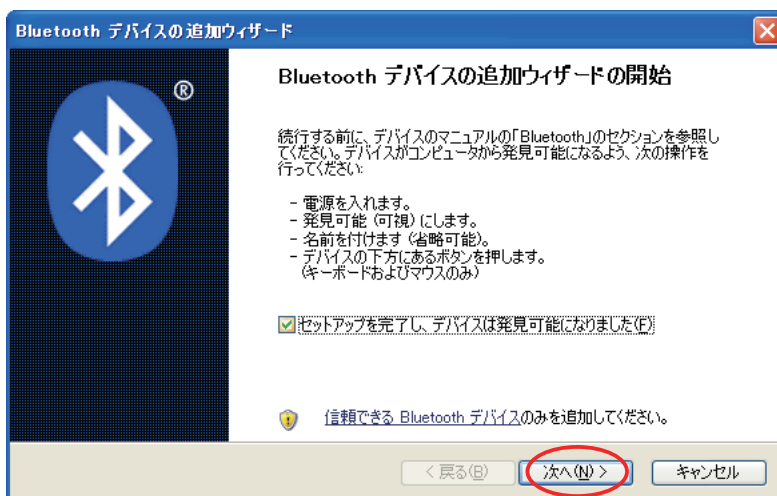 Bluetooth デバイスの追加ウィザード
®
Bluetooth デバイスの追加ウィザードの開始
続行する前に、デバイスのマニュアルの「Bluetooth」のセクションを参照し
てください。デバイスがコンピュータから発見可能になるよう、次の操作を
行ってください:
- 電源を入れます。
- 発見可能 (可視) にします。
- 名前を付けます (省略可能)。
- デバイスの下方にあるボタンを押します。
(キーボードおよびマウスのみ)
セットアップを完了し、デバイスは発見可能になりました(F)
信頼できる Bluetooth デバイスのみを追加してください。
< 戻る(B)
次へ(N) >
キャンセル